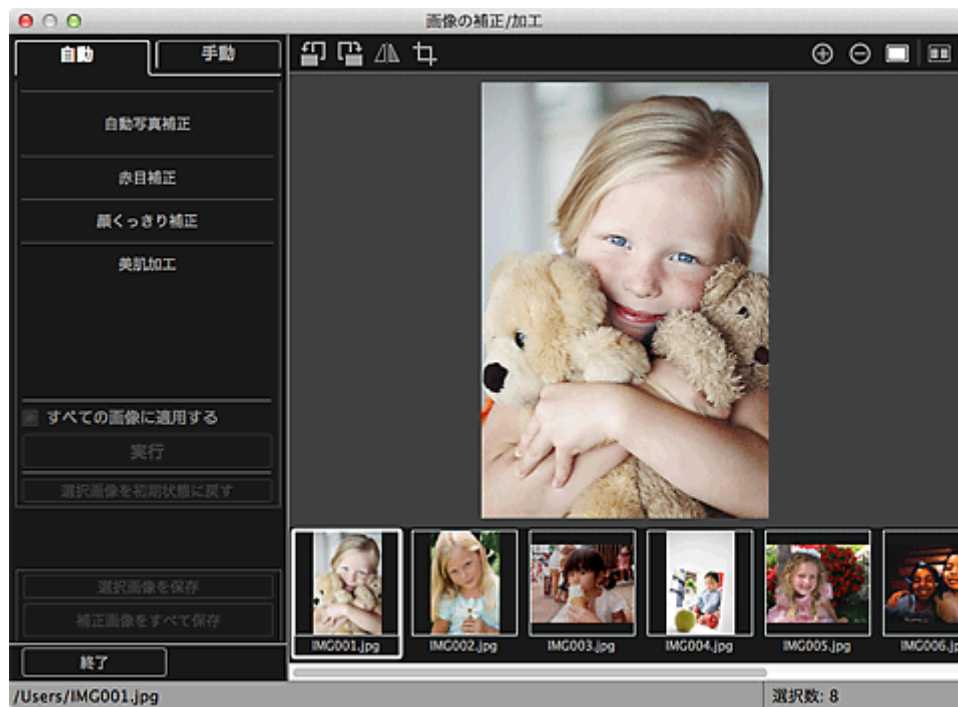 画像の補正/加工
自動
手動
自動写真補正
赤目補正
顔くっきり補正
美肌加工
すべての画像に適用する
実行
選択画像を初期状態に戻す
選択画像を保存
補正画像をすべて保存
終了
IMG001.jpg
IMG002.jpg
IMG003.jpg
IMG004.jpg
IMG005.jpg
IMG006.jp
/Users/IMG001.jpg
選択数: 8